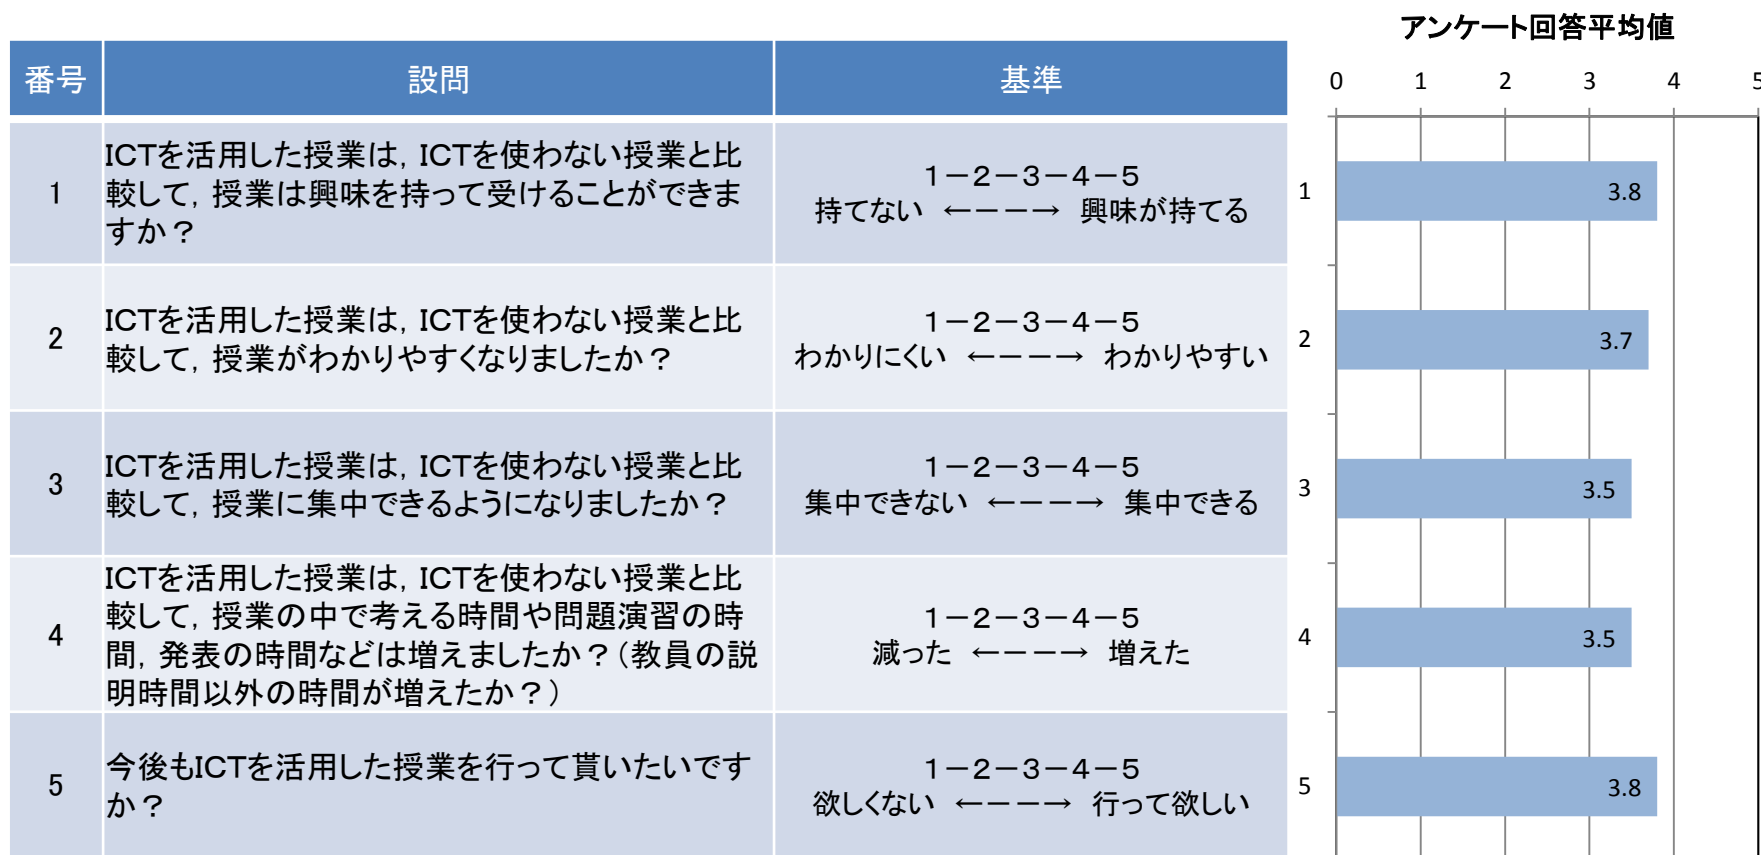 アンケート回答平均値
番号 設問 基準
0 1 2 3 4 5
1
ICTを活用した授業は，ICTを使わない授業と比
較して，授業は興味を持って受けることができま
すか？
1－2－3－4－5
持てない ←－－→ 興味が持てる
1 3.8
2
ICTを活用した授業は，ICTを使わない授業と比
較して，授業がわかりやすくなりましたか？
1－2－3－4－5
わかりにくい ←－－→ わかりやすい
2 3.7
3
ICTを活用した授業は，ICTを使わない授業と比
較して，授業に集中できるようになりましたか？
1－2－3－4－5
集中できない ←－－→ 集中できる
3 3.5
4
ICTを活用した授業は，ICTを使わない授業と比
較して，授業の中で考える時間や問題演習の時
間，発表の時間などは増えましたか？（教員の説
明時間以外の時間が増えたか？）
1－2－3－4－5
減った ←－－→ 増えた
4 3.5
5
今後もICTを活用した授業を行って貰いたいです
か？
1－2－3－4－5
欲しくない ←－－→ 行って欲しい
5 3.8